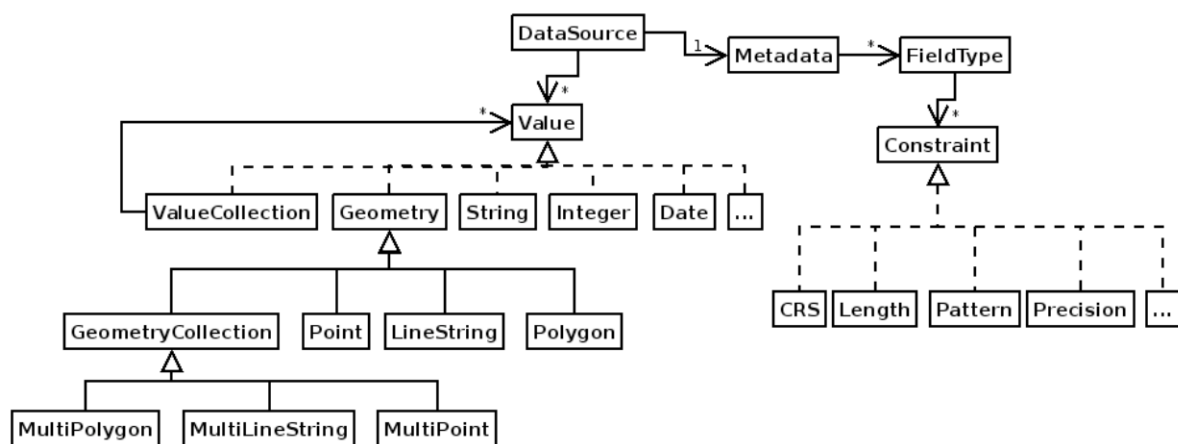 DataSource
1
Metadata
*
FieldType
*
*
*
Value
Constraint
ValueCollection
Geometry
String
Integer
Date
...
GeometryCollection
Point
LineString
Polygon
CRS
Length
Pattern
Precision
...
MultiPolygon
MultiLineString
MultiPoint